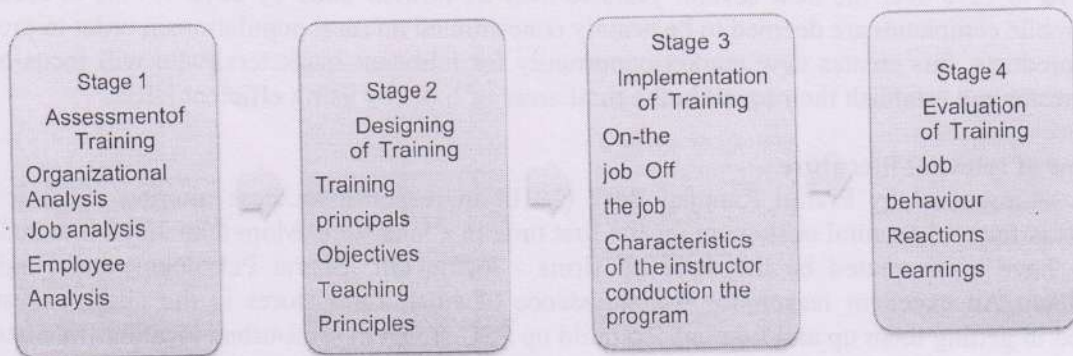 Stage 1
Assessmentof
Training
Organizational
Analysis
Job analysis
Employee
Analysis
Stage 2
Designing
of Training
Training
principals
Objectives
Teaching
Principles
Stage 3
Implementation
of Training
On-the
job Off
the job
Characteristics
of the instructor
conduction the
program
Stage 4
Evaluation
of Training
Job
behaviour
Reactions
Learnings